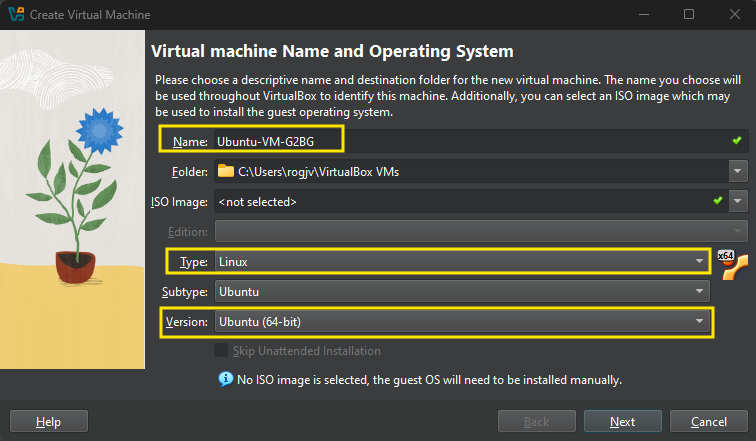 Create Virtual Machine
Virtual machine Name and Operating System
Please choose a descriptive name and destination folder for the new virtual machine. The name you choose will
be used throughout VirtualBox to identify this machine. Additionally, you can select an ISO image which may
be used to install the guest operating system.
Name: Ubuntu-VM-G2BG
Folder: C:\Users\rogjv\VirtualBox VMs
ISO Image: <not selected>
Edition:
Type: Linux
x64
Subtype: Ubuntu
Version: Ubuntu (64-bit)
Skip Unattended Installation
No ISO image is selected, the guest OS will need to be installed manually.
Help Back Next Cancel